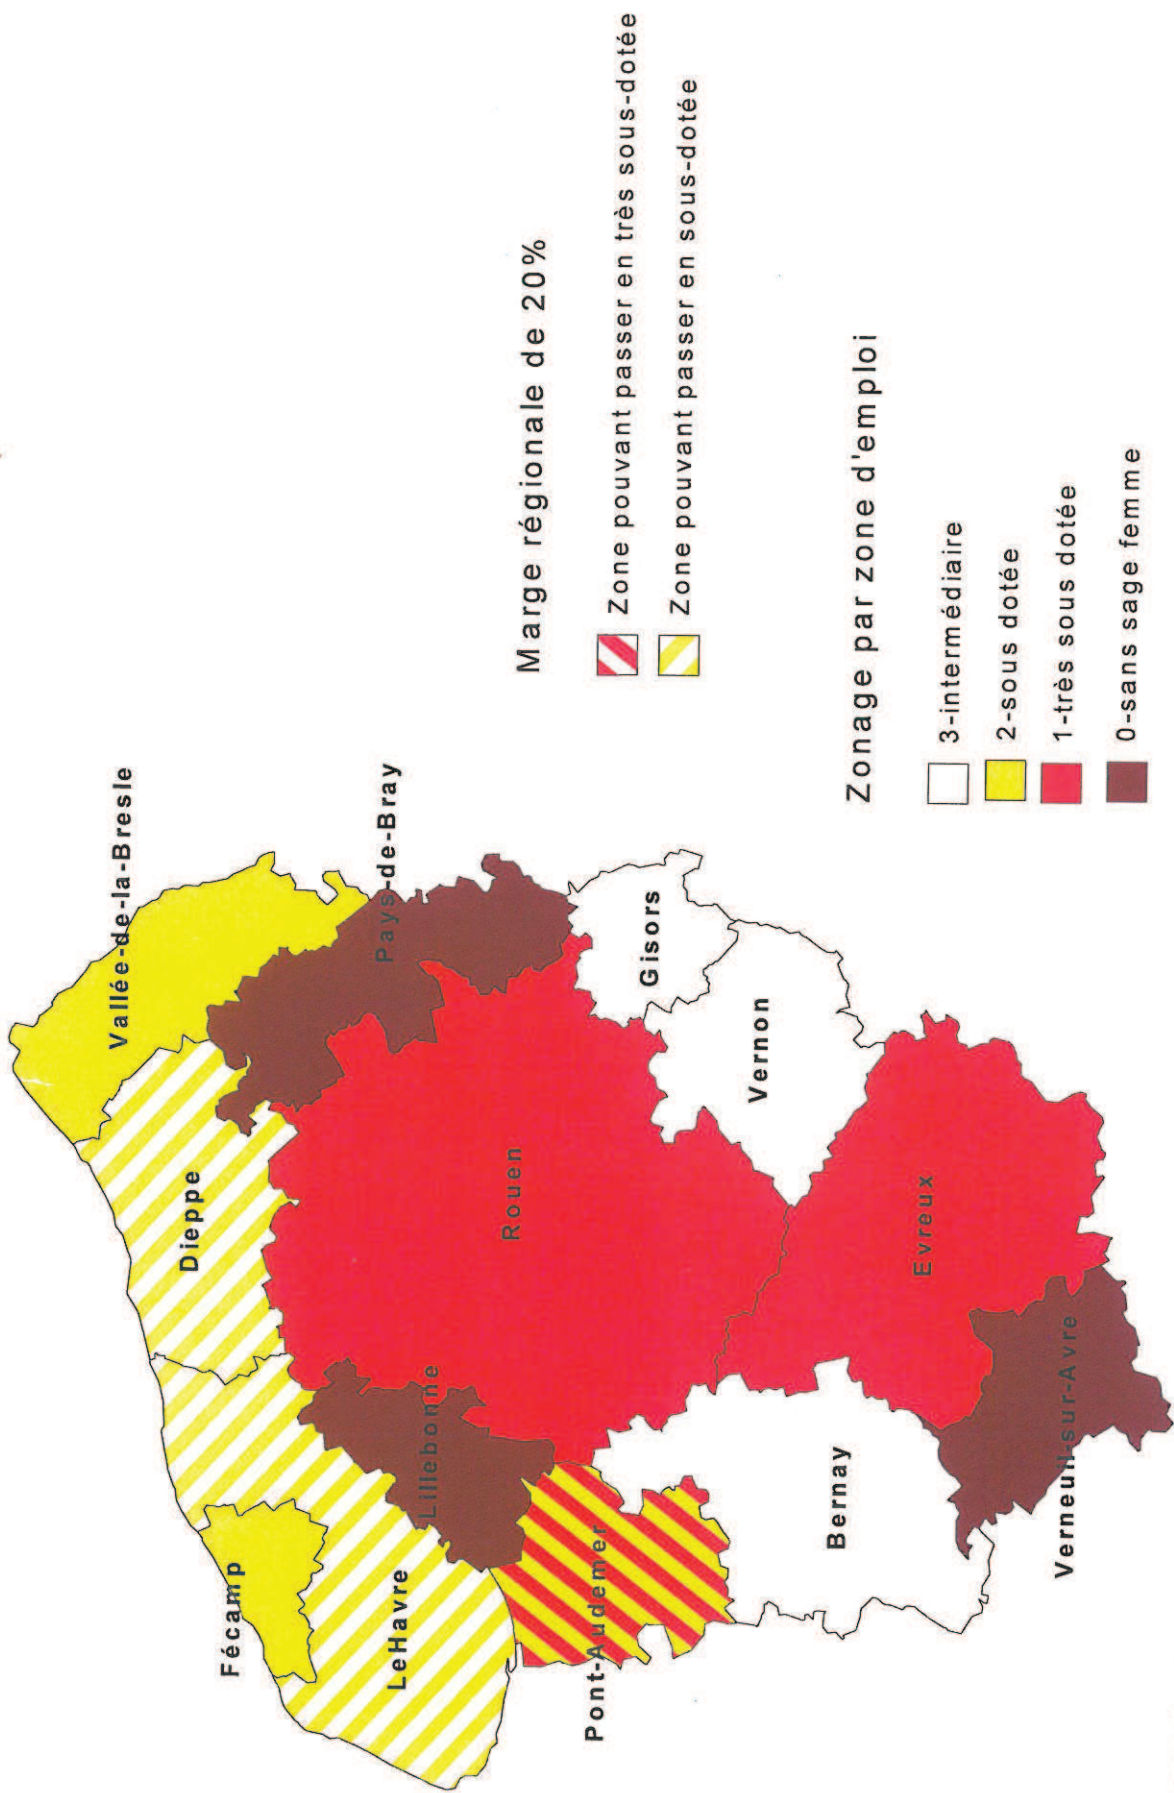 Vallée-de-la-Bresle
Dieppe
Pays-de-Bray
Fécamp
LeHavre
Lillebonne
Rouen
Gisors
Pont-Audemer
Vernon
Bernay
Evreux
Verneuil-sur-Avre
Marge régionale de 20%
Zone pouvant passer en très sous-dotée
Zone pouvant passer en sous-dotée
Zonage par zone d'emploi
3-intermédiaire
2-sous dotée
1-très sous dotée
0-sans sage femme